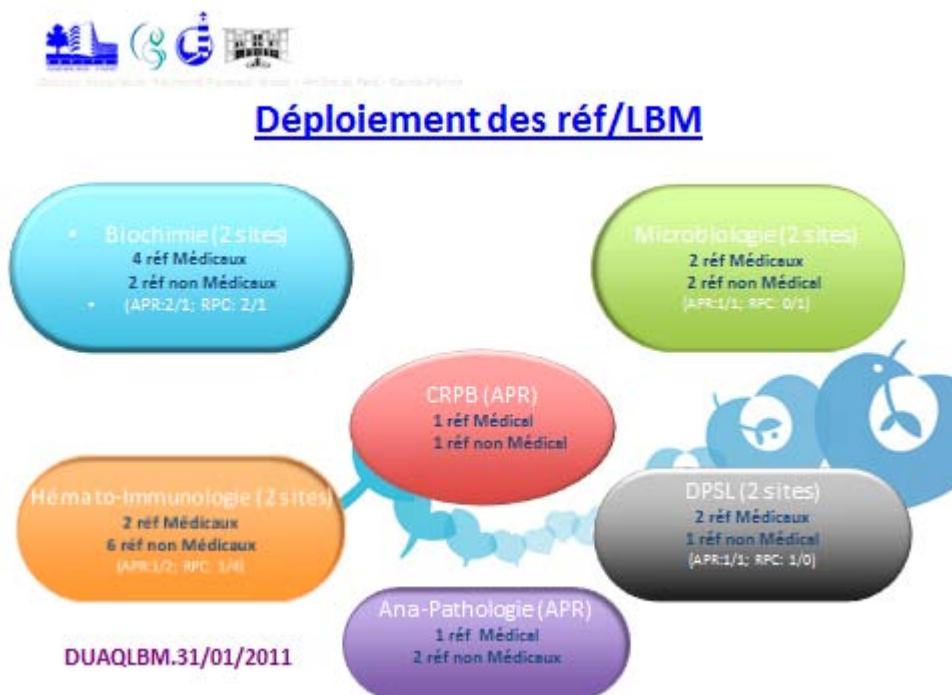 Déploiement des réf/LBM
• Biochimie (2 sites)
4 réf Médicaux
2 réf non Médicaux
• (APR:2/1; RPC: 2/1
Microbiologie (2 sites)
2 réf Médicaux
2 réf non Médical
(APR:1/1; RPC: 0/1)
CRPB (APR)
1 réf Médical
1 réf non Médical
Hémato-Immunologie (2 sites)
2 réf Médicaux
6 réf non Médicaux
(APR:1/2; RPC: 1/4)
DPSL (2 sites)
2 réf Médicaux
1 réf non Médical
(APR:1/1; RPC: 1/0)
Ana-Pathologie (APR)
1 réf Médical
2 réf non Médicaux
DUAQLBM.31/01/2011